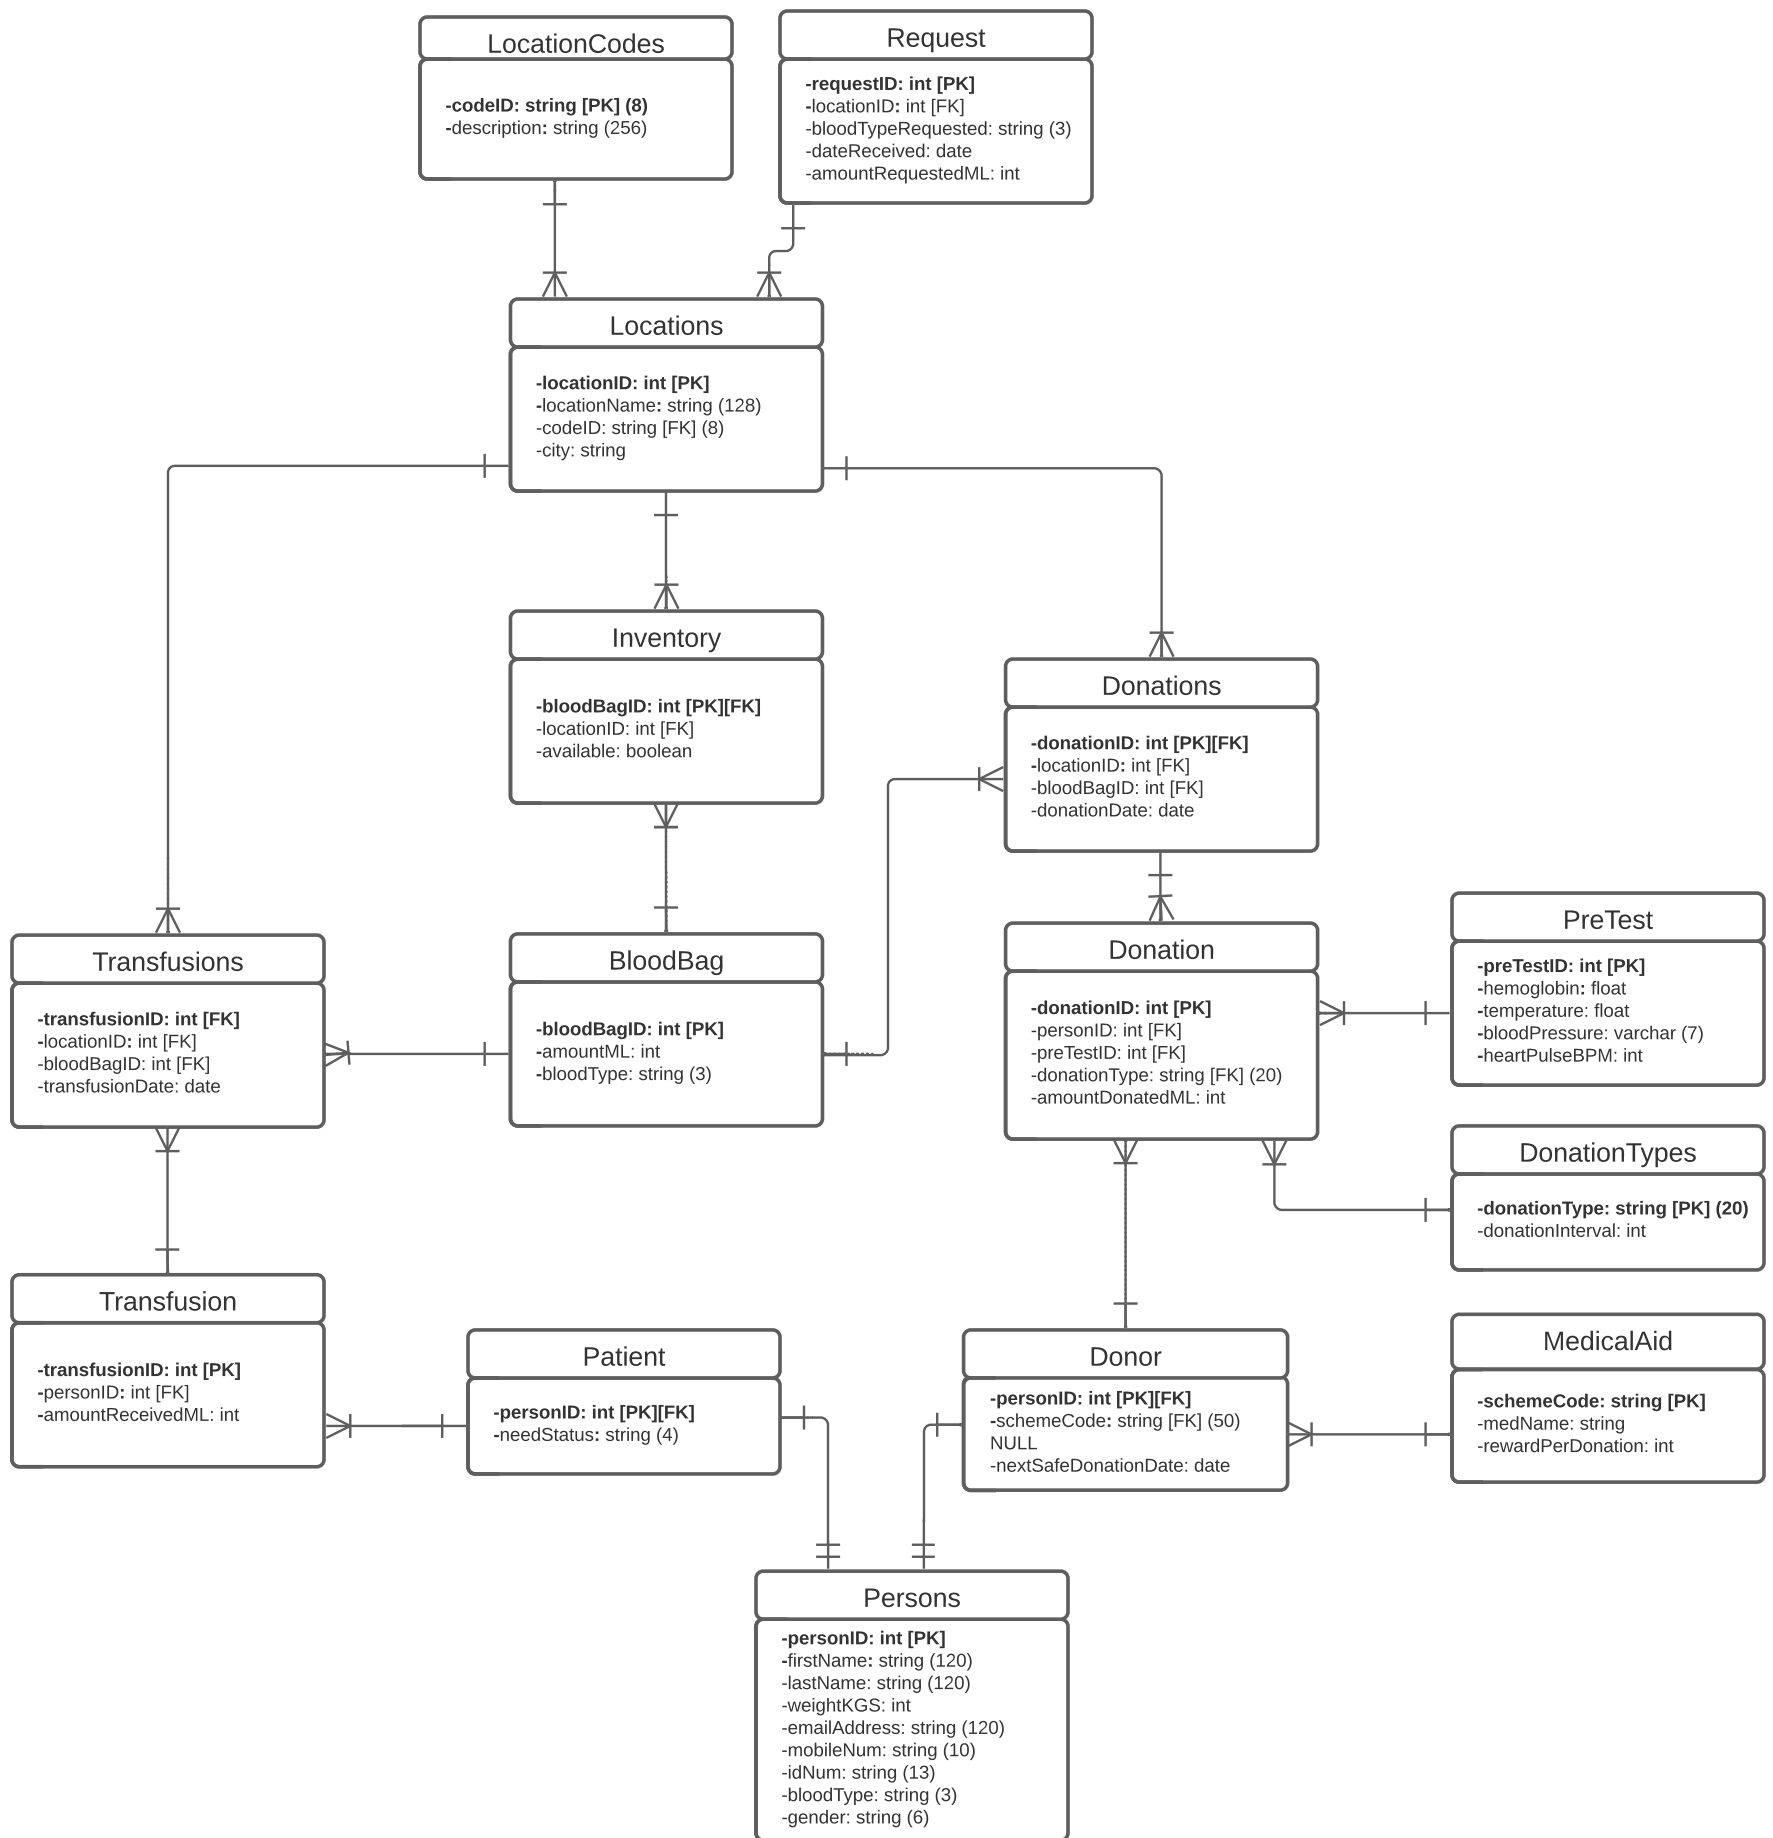 LocationCodes
-codeID: string [PK] (8)
-description: string (256)
Request
-requestID: int [PK]
-locationID: int [FK]
-bloodTypeRequested: string (3)
-dateReceived: date
-amountRequestedML: int
Locations
-locationID: int [PK]
-locationName: string (128)
-codeID: string [FK] (8)
-city: string
Inventory
-bloodBagID: int [PK][FK]
-locationID: int [FK]
-available: boolean
Donations
-donationID: int [PK][FK]
-locationID: int [FK]
-bloodBagID: int [FK]
-donationDate: date
Transfusions
-transfusionID: int [FK]
-locationID: int [FK]
-bloodBagID: int [FK]
-transfusionDate: date
BloodBag
-bloodBagID: int [PK]
-amountML: int
-bloodType: string (3)
Donation
-donationID: int [PK]
-personID: int [FK]
-preTestID: int [FK]
-donationType: string [FK] (20)
-amountDonatedML: int
PreTest
-preTestID: int [PK]
-hemoglobin: float
-temperature: float
-bloodPressure: varchar (7)
-heartPulseBPM: int
DonationTypes
-donationType: string [PK] (20)
-donationInterval: int
Transfusion
-transfusionID: int [PK]
-personID: int [FK]
-amountReceivedML: int
Patient
-personID: int [PK][FK]
-needStatus: string (4)
Donor
-personID: int [PK][FK]
-schemeCode: string [FK] (50)
NULL
-nextSafeDonationDate: date
MedicalAid
-schemeCode: string [PK]
-medName: string
-rewardPerDonation: int
Persons
-personID: int [PK]
-firstName: string (120)
-lastName: string (120)
-weightKGS: int
-emailAddress: string (120)
-mobileNum: string (10)
-idNum: string (13)
-bloodType: string (3)
-gender: string (6)